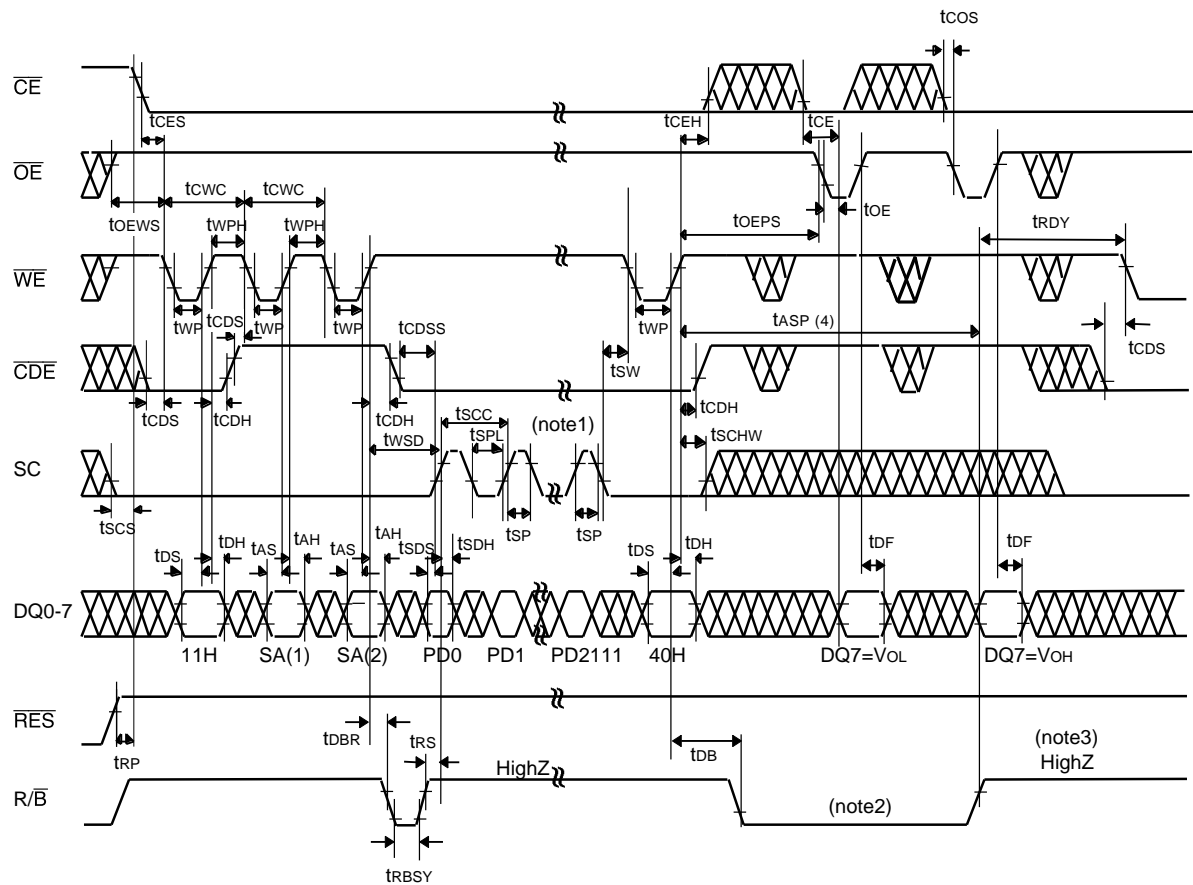 tCOS
CE
tCES
tCEH
tCE
OE
tCWC
tCWC
tOEWS
tWPH
tWPH
tOEPS
tOE
tRDY
WE
tWP
tCDS
tWP
tWP
tCDSS
tWP
tASP (4)
CDE
tSW
tCDS
tCDS
tCDH
tCDH
tSCC
(note1)
tCDH
tWSD
tSPL
tSCHW
SC
tSCS
tSP
tSP
tDS
tDH
tAS
tAH
tAS
tAH
tSDS
tSDH
tDS
tDH
tDF
tDF
DQ0-7
11H
SA(1)
SA(2)
PD0
PD1
PD2111
40H
DQ7=VOL
DQ7=VOH
RES
tRP
tDBR
tRS
HighZ
tDB
(note3)
HighZ
R/B
(note2)
tRBSY